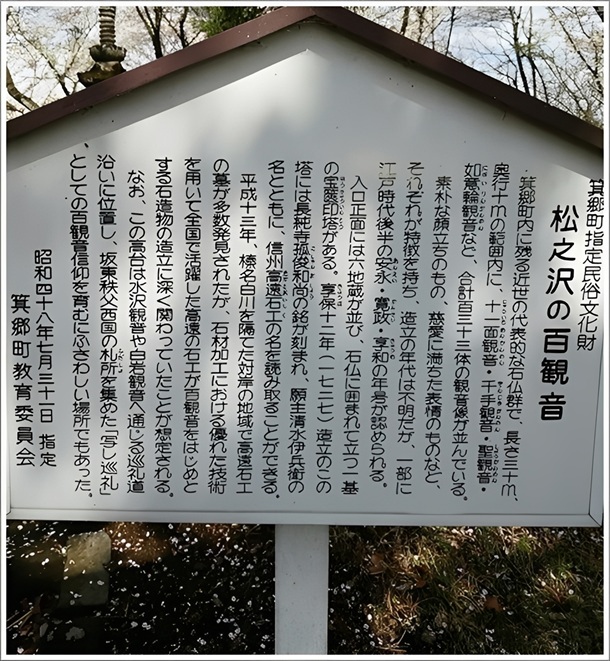 箕郷町指定民俗文化財
松之沢の百観音
箕郷町内に残る近世の代表的な石仏群で、長さ三十m、
奥行十mの範囲内に、十一面観音・千手観音・聖観音・
如意輪観音など、合計百三十三体の観音像が並んでいる。
素朴な顔立ちのもの、慈愛に満ちた表情のものなど、
それぞれが特徴を持ち、造立の年代は不明だが、一部に
江戸時代後半の安永・寛政・享和の年号が認められる。
入口正面には六地蔵が並び、石仏に囲まれて立つ一基
の宝篋印塔がある。享保十二年(一七二七)造立のこの
塔には長純寺孤俊和尚の銘が刻まれ、願主清水伊兵衛の
名とともに、信州高遠石工の名を読み取ることができる。
平成十三年、榛名白川を隔てた対岸の地域で高遠石工
の墓が多数発見されたが、石材加工における優れた技術
を用いて全国で活躍した高遠の石工が百観音をはじめと
する石造物の造立に深く関わっていたことが想定される。
なお、この高台は水沢観音や白岩観音へ通じる巡礼道
沿いに位置し、坂東秩父西国の札所を集めた「写し巡礼」
としての百観音信仰を育むにふさわしい場所でもあった。
昭和四十八年七月三十一日 指定
箕郷町教育委員会